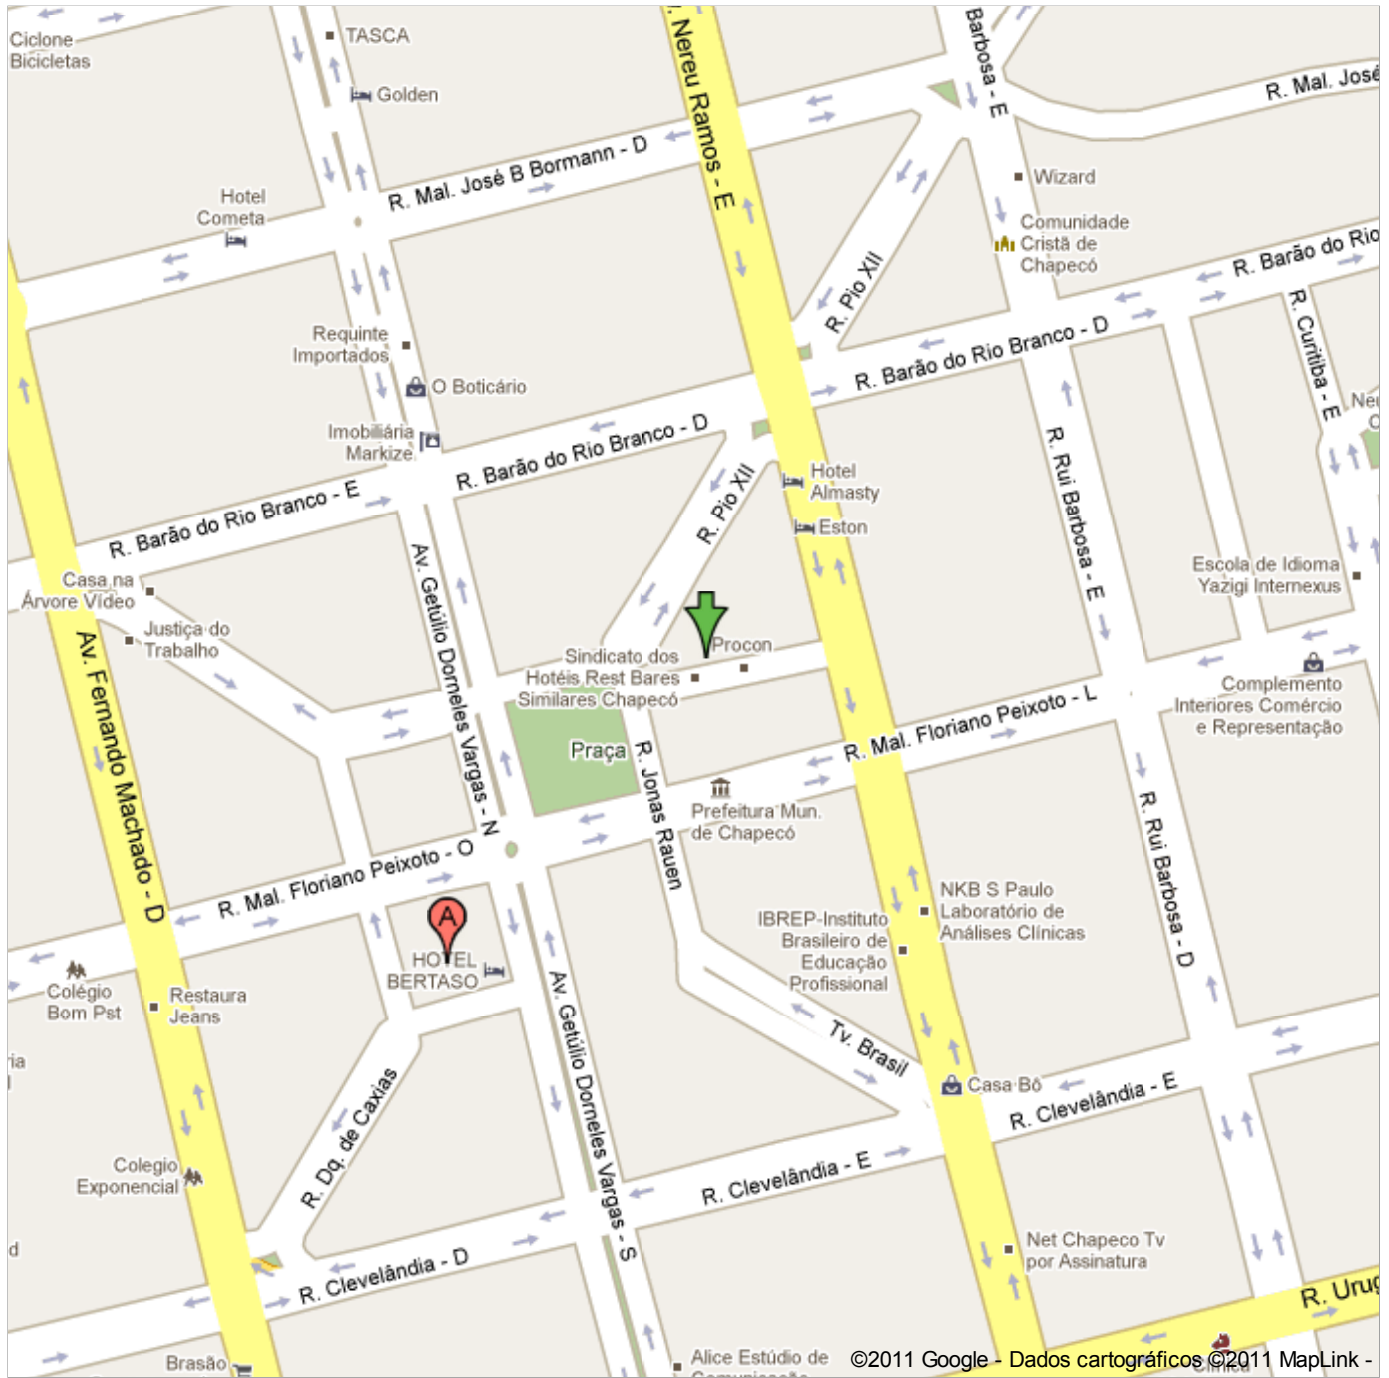 Ciclone
Bicicletas
TASCA
Golden
. Nereu Ramos - E
Barbosa - E
R. Mal. José
R. Mal. José B Bormann - D
Wizard
Hotel
Cometa
Comunidade
Cristã de
Chapecó
R. Barão do Rio
R. Pio XII
R. Curitiba - E
Requinte
Importados
O Boticário
R. Barão do Rio Branco - D
Imobiliária
Markize
R. Barão do Rio Branco - D
R. Barão do Rio Branco - E
R. Pio XII
Hotel
Almasty
Eston
R. Rui Barbosa - E
Casa na
Árvore Vídeo
Justiça do
Trabalho
Av. Getúlio Dorneles Vargas - N
Escola de Idioma
Yazigi Internexus
Procon
Sindicato dos
Hotéis Rest Bares
Similares Chapecó
Av. Fernando Machado - D
Praça
R. Jonas Rauen
R. Mal. Floriano Peixoto - L
Complemento
Interiores Comércio
e Representação
Prefeitura Mun.
de Chapecó
R. Mal. Floriano Peixoto - O
R. Rui Barbosa - D
A
HOTEL
BERTASO
NKB S Paulo
Laboratório de
Análises Clínicas
IBREP-Instituto
Brasileiro de
Educação
Profissional
Colégio
Bom Pst
Restaura
Jeans
Av. Getúlio Dorneles Vargas - S
Tv. Brasil
Casa Bô
R. Clevelândia - E
R. Dq. de Caxias
Colegio
Exponencial
R. Clevelândia - E
R. Clevelândia - D
Net Chapeco Tv
por Assinatura
R. Urug
Brasão
Alice Estúdio de
©2011 Google - Dados cartográficos ©2011 MapLink -